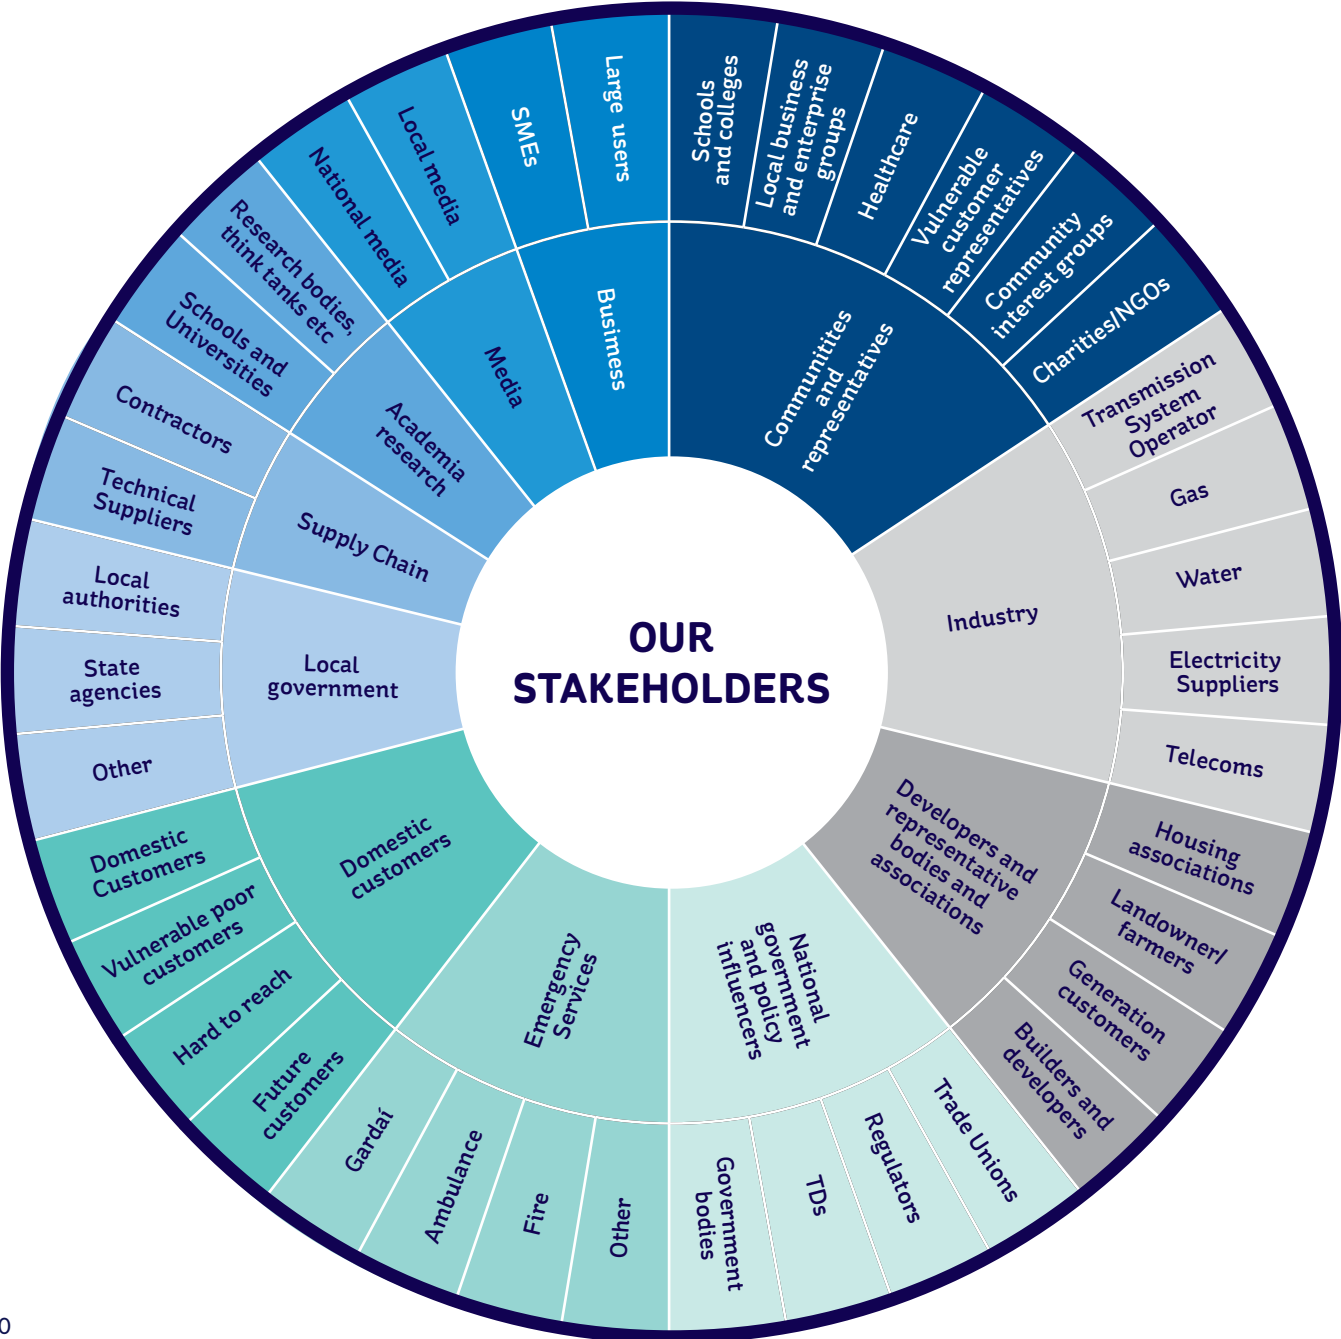 OUR
STAKEHOLDERS
Communitites
and
representatives
Schools
and colleges
Local business
and enterprise
groups
Healthcare
Vulnerable
customer
representatives
Community
interest groups
Charities/NGOs
Industry
Transmission
System
Operator
Gas
Water
Electricity
Suppliers
Telecoms
Developers and
representative
bodies and
associations
Housing
associations
Landowner/
farmers
Generation
customers
Builders and
developers
National
government
and policy
influencers
Trade Unions
Regulators
TDs
Government
bodies
Emergency
Services
Other
Fire
Ambulance
Gardaí
Domestic
customers
Future
customers
Hard to reach
Vulnerable poor
customers
Domestic
Customers
Local
government
Other
State
agencies
Local
authorities
Supply Chain
Technical
Suppliers
Contractors
Academia
research
Schools and
Universities
Research bodies,
think tanks etc
Media
National media
Local media
Busimess
SMEs
Large users
0